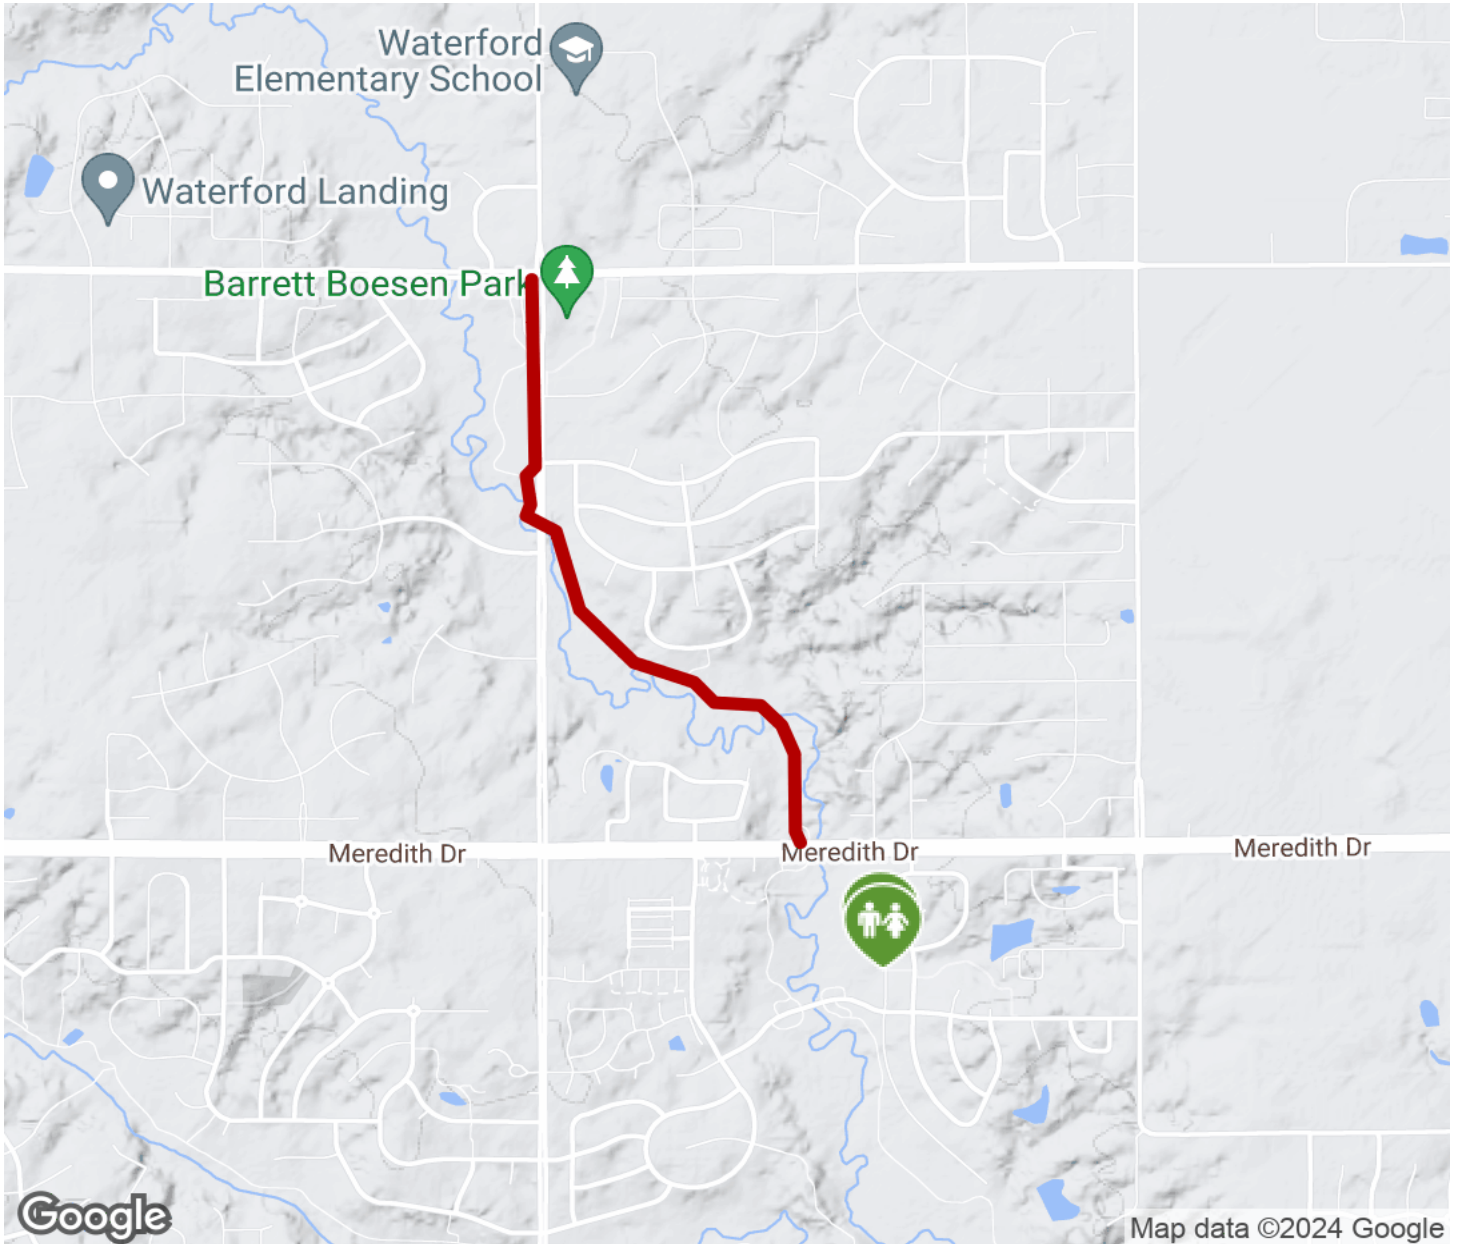 Waterford
Elementary School
Waterford Landing
Barrett Boesen Park
Meredith Dr
Meredith Dr
Meredith Dr
Google
Map data ©2024 Google